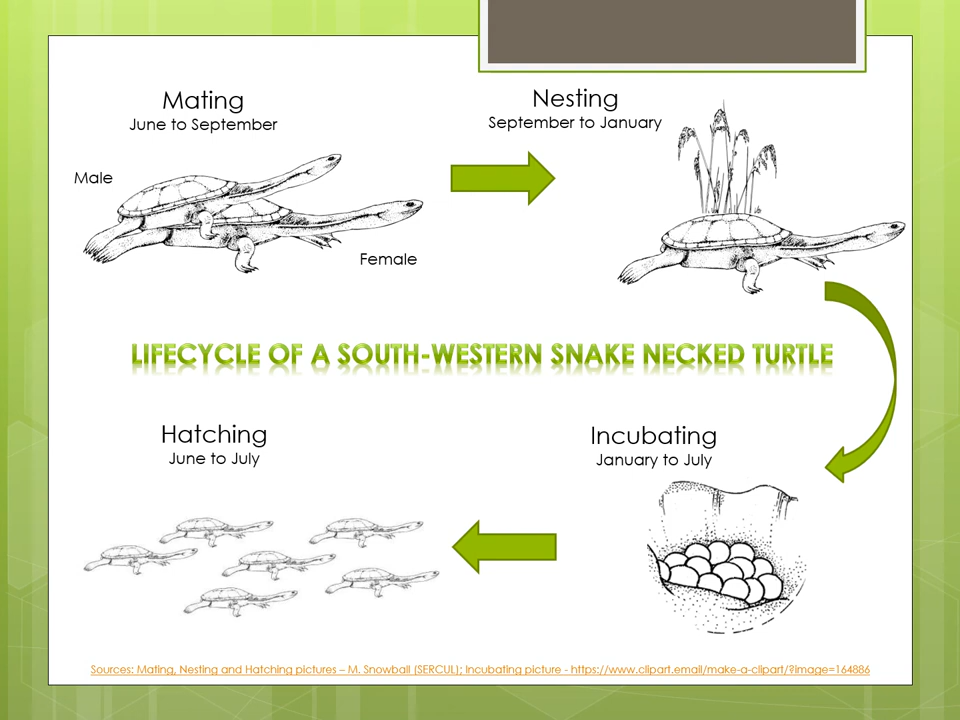 Mating
June to September
Nesting
September to January
Male
Female
LIFECYCLE OF A SOUTH-WESTERN SNAKE NECKED TURTLE
Hatching
June to July
Incubating
January to July
Sources: Mating, Nesting and Hatching pictures – M. Snowball (SERCUL); Incubating picture - https://www.clipart.email/make-a-clipart/?image=164886